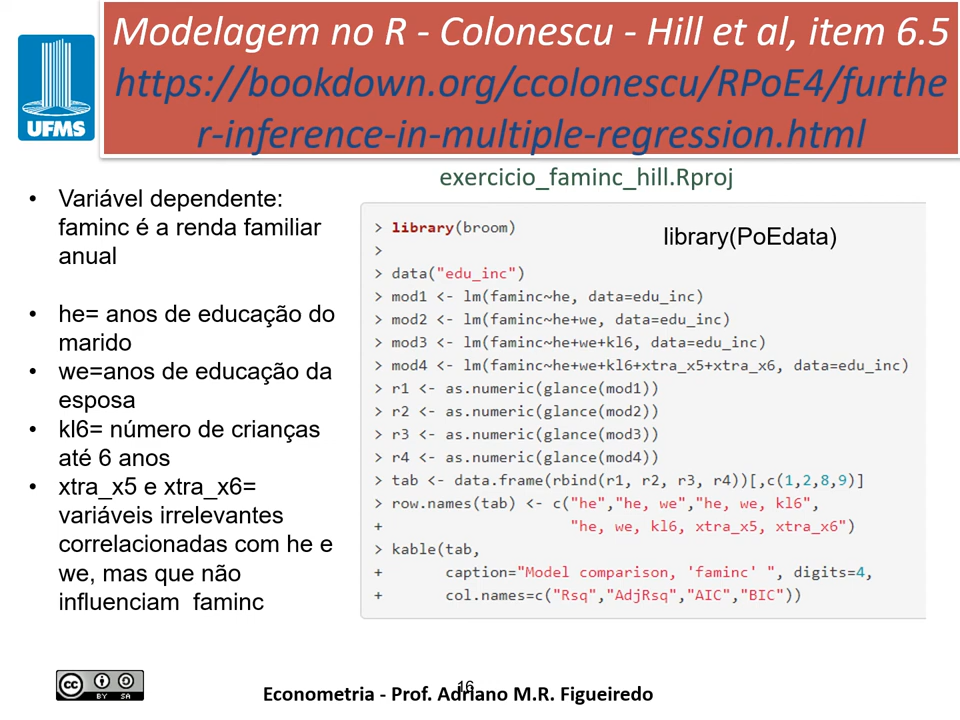 Modelagem no R - Colonescu - Hill et al, item 6.5
https://bookdown.org/ccolonescu/RPoE4/furthe
r-inference-in-multiple-regression.html
UFMS
exercicio_faminc_hill.Rproj
• Variável dependente:
faminc é a renda familiar
anual
• he= anos de educação do
marido
• we=anos de educação da
esposa
• kl6= número de crianças
até 6 anos
• xtra_x5 e xtra_x6=
variáveis irrelevantes
correlacionadas com he e
we, mas que não
influenciam faminc
library(PoEdata)
> library(broom)
>
> data("edu_inc")
> mod1 <- lm(faminc~he, data=edu_inc)
> mod2 <- lm(faminc~he+we, data=edu_inc)
> mod3 <- lm(faminc~he+we+kl6, data=edu_inc)
> mod4 <- lm(faminc~he+we+kl6+xtra_x5+xtra_x6, data=edu_inc)
> r1 <- as.numeric(glance(mod1))
> r2 <- as.numeric(glance(mod2))
> r3 <- as.numeric(glance(mod3))
> r4 <- as.numeric(glance(mod4))
> tab <- data.frame(rbind(r1, r2, r3, r4))[,c(1,2,8,9)]
> row.names(tab) <- c("he","he, we","he, we, kl6",
+ "he, we, kl6, xtra_x5, xtra_x6")
> kable(tab,
+ caption="Model comparison, 'faminc' ", digits=4,
+ col.names=c("Rsq","AdjRsq","AIC","BIC"))
cc BY SA
16
Econometria - Prof. Adriano M.R. Figueiredo